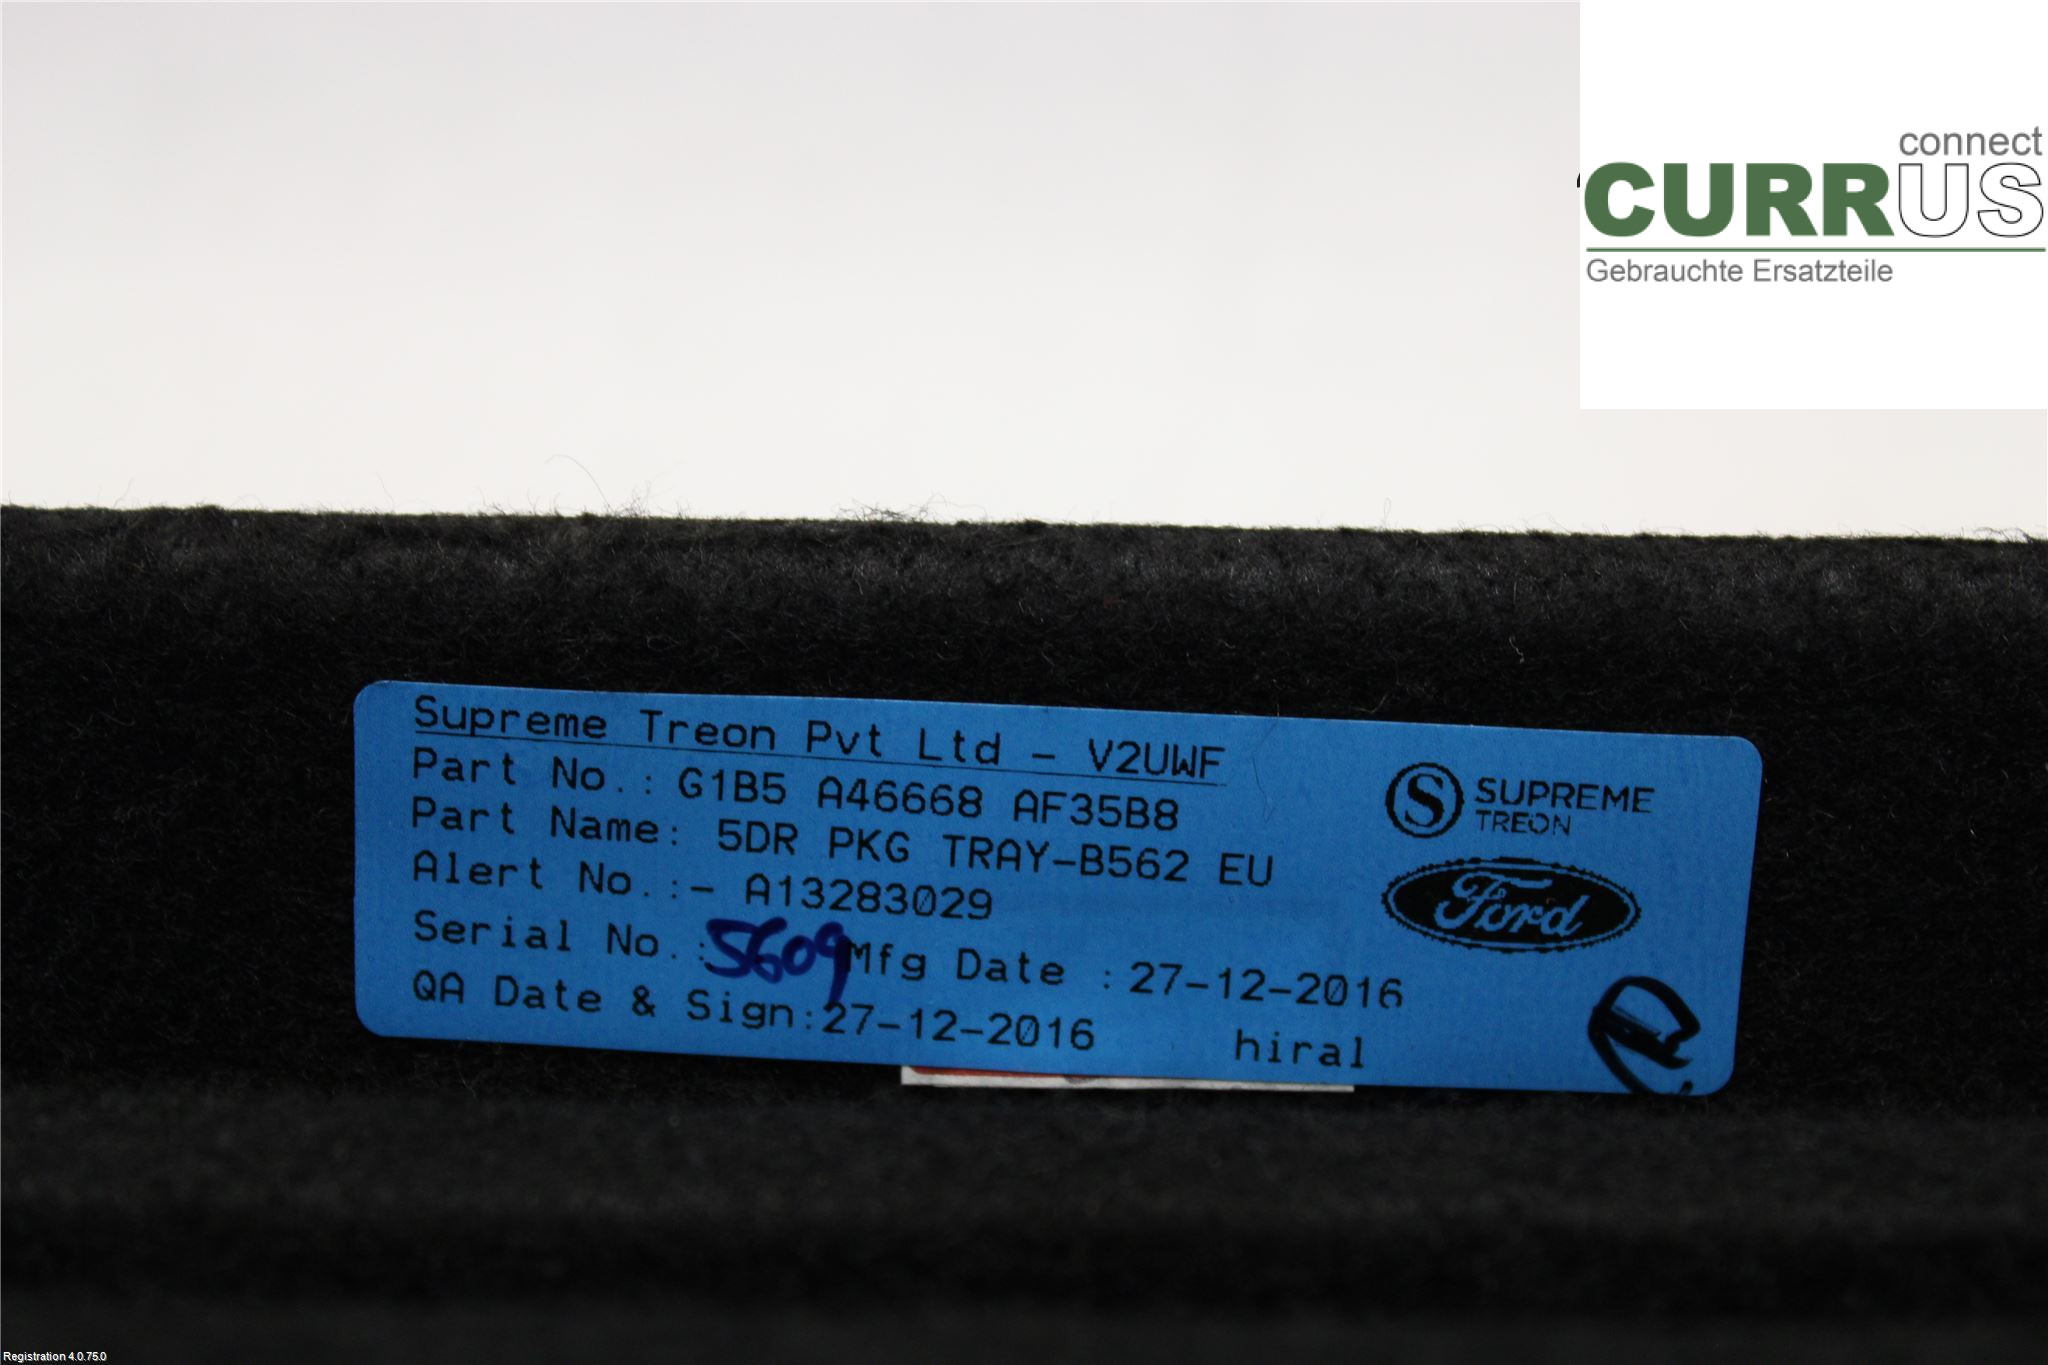 connect
CURRUS
Gebrauchte Ersatzteile
Supreme Treon Pvt Ltd - V2UWF
Part No.: G1B5 A46668 AF35B8
Part Name: 5DR PKG TRAY-B562 EU
Alert No.:- A13283029
Serial No.: 5609 Mfg Date :27-12-2016
QA Date & Sign:27-12-2016 hiral
SUPREME
TREON
Ford
Registration 4.0.75.0